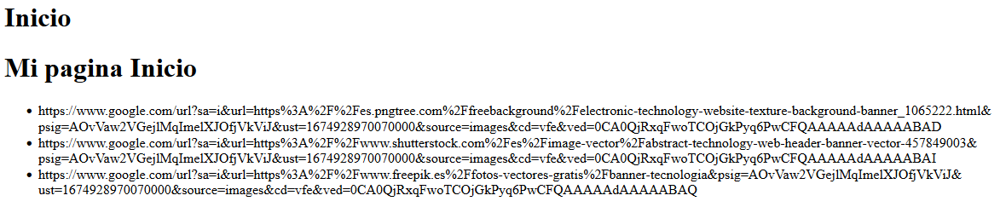 Inicio
Mi pagina Inicio
https://www.google.com/url?sa=i&url=https%3A%2F%2Fes.pngtree.com%2Ffreebackground%2Felectronic-technology-website-texture-background-banner_1065222.html&
psig=AOvVaw2VGejlMqImelXJOfjVkViJ&ust=1674928970070000&source=images&cd=vfe&ved=0CA0QjRxqFwoTCOjGkPyq6PwCFQAAAAAdAAAAABAD
https://www.google.com/url?sa=i&url=https%3A%2F%2Fwww.shutterstock.com%2Fes%2Fimage-vector%2Fabstract-technology-web-header-banner-vector-457849003&
psig=AOvVaw2VGejlMqImelXJOfjVkViJ&ust=1674928970070000&source=images&cd=vfe&ved=0CA0QjRxqFwoTCOjGkPyq6PwCFQAAAAAdAAAAABAI
https://www.google.com/url?sa=i&url=https%3A%2F%2Fwww.freepik.es%2Ffotos-vectores-gratis%2Fbanner-tecnologia&psig=AOvVaw2VGejlMqImelXJOfjVkViJ&
ust=1674928970070000&source=images&cd=vfe&ved=0CA0QjRxqFwoTCOjGkPyq6PwCFQAAAAAdAAAAABAQ